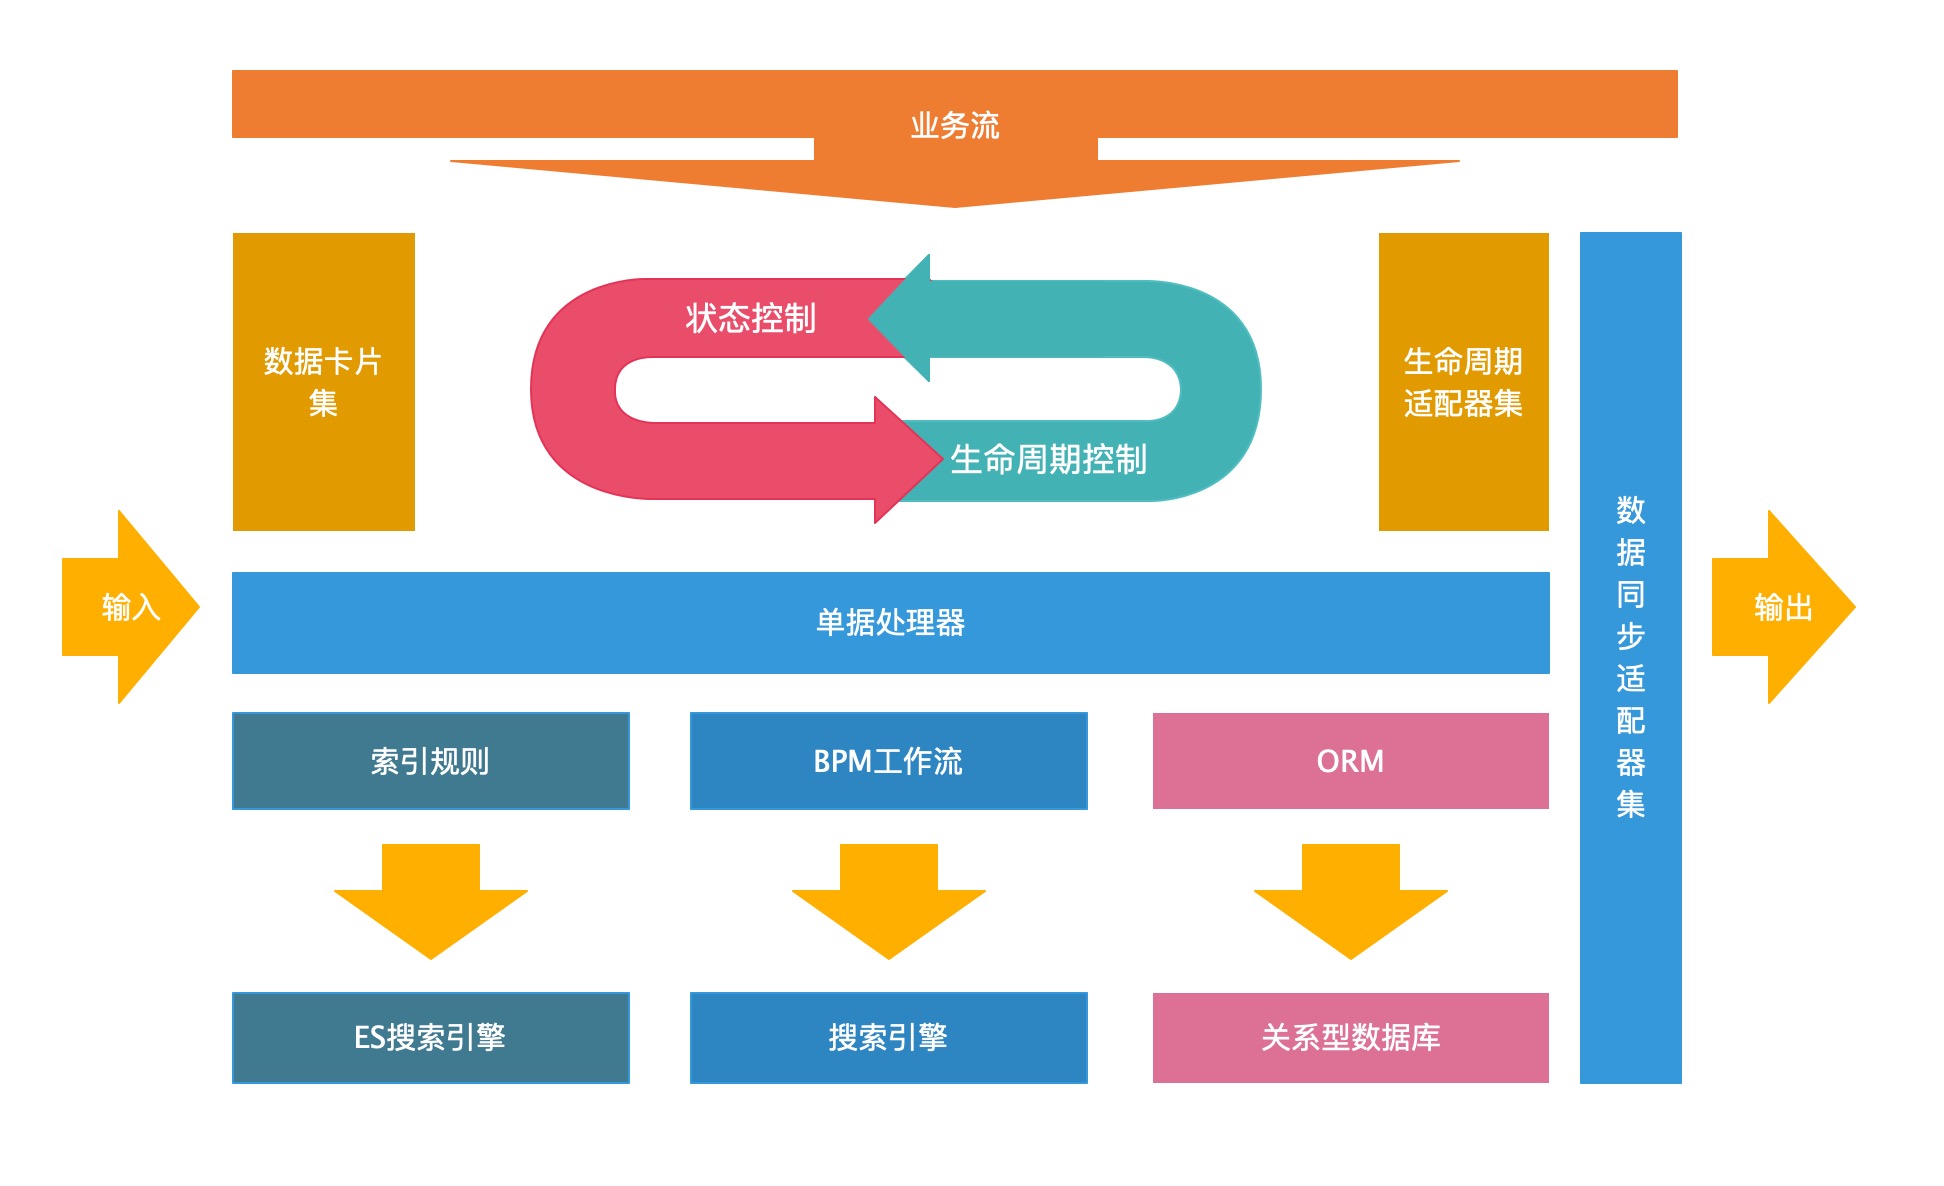 业务流
数据卡片
集
状态控制
生命周期控制
生命周期
适配器集
数
据
同
步
适
配
器
集
输入
单据处理器
输出
索引规则
BPM工作流
ORM
ES搜索引擎
搜索引擎
关系型数据库